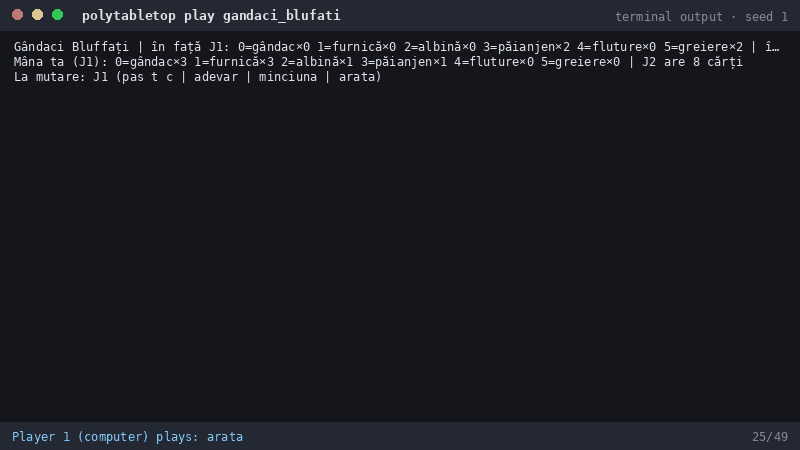 polytabletop play gandaci_blufati
terminal output · seed 1
Gândaci Bluffați | în față J1: 0=gândac×0 1=furnică×0 2=albină×0 3=păianjen×2 4=fluture×0 5=greiere×2 | î…
Mâna ta (J1): 0=gândac×3 1=furnică×3 2=albină×1 3=păianjen×1 4=fluture×0 5=greiere×0 | J2 are 8 cărți
La mutare: J1 (pas t c | adevar | minciuna | arata)
Player 1 (computer) plays: arata
25/49